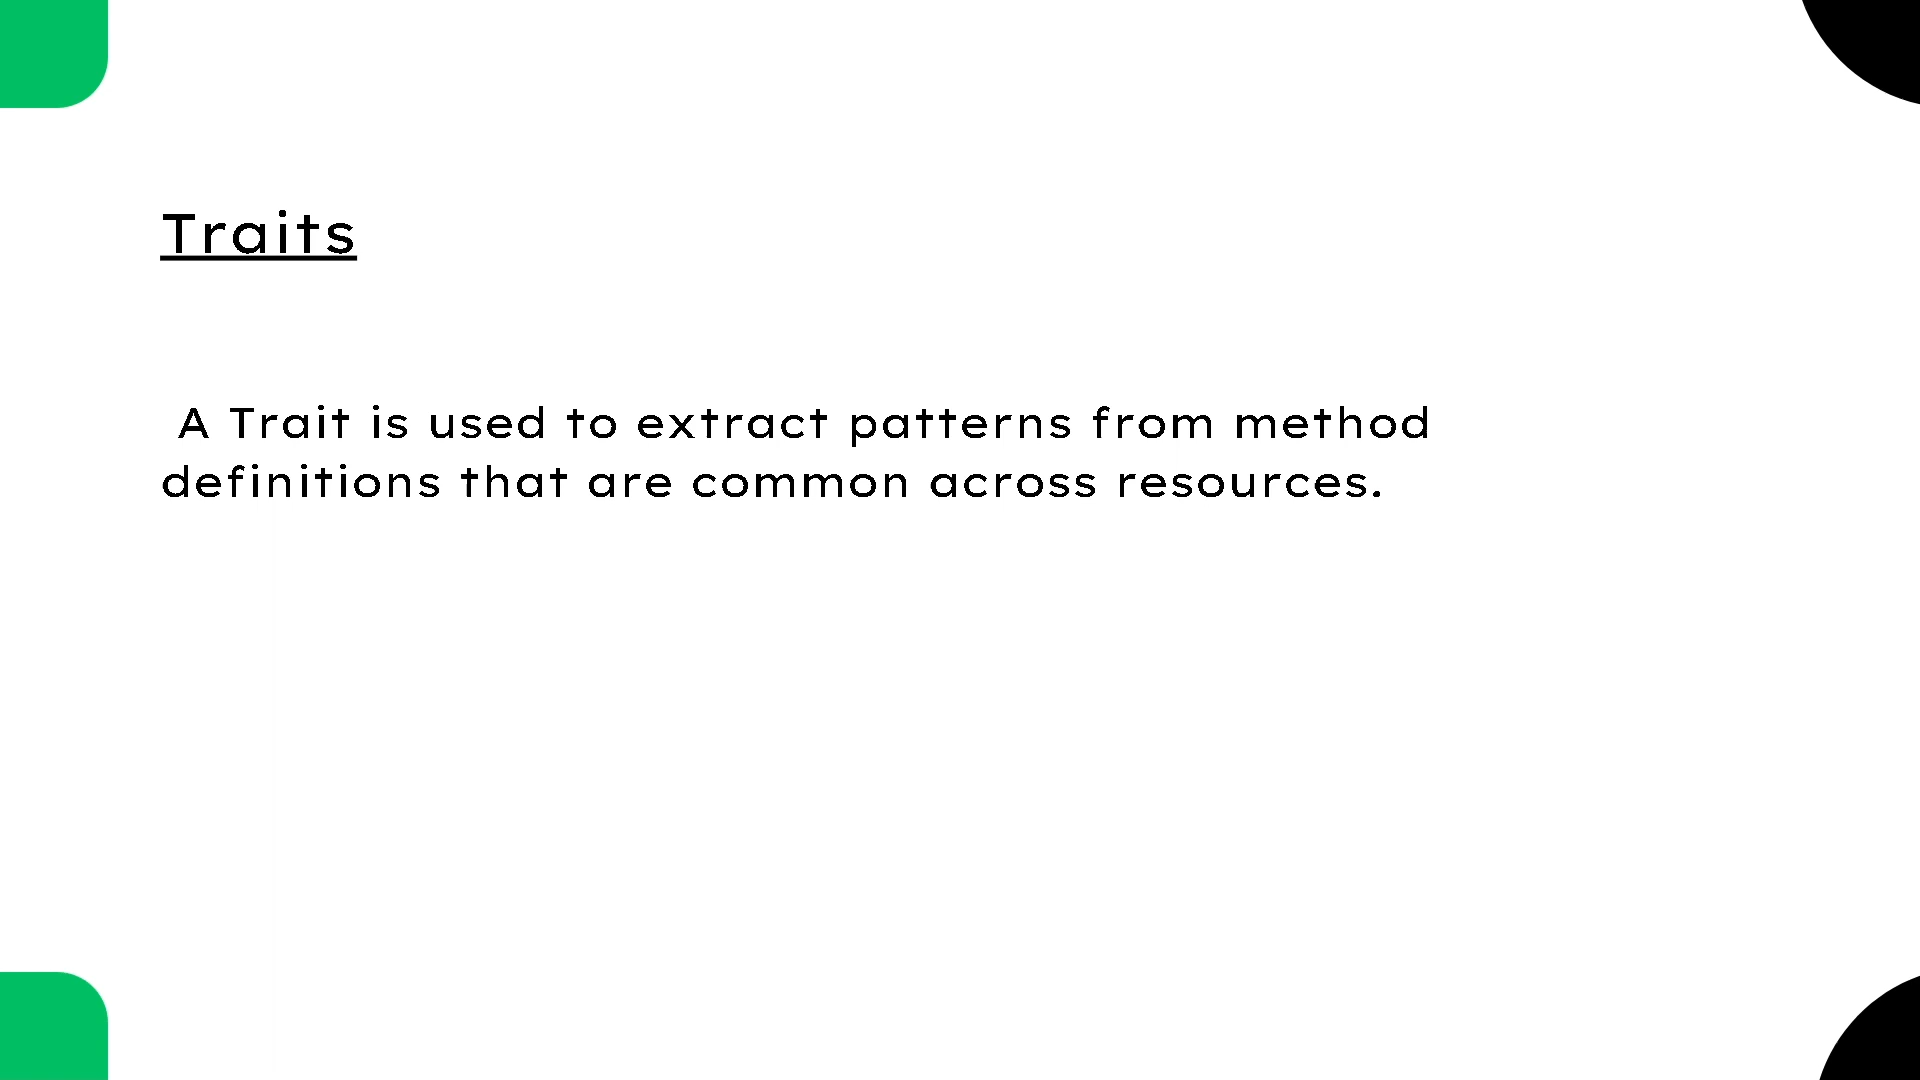 Traits
A Trait is used to extract patterns from method
definitions that are common across resources.